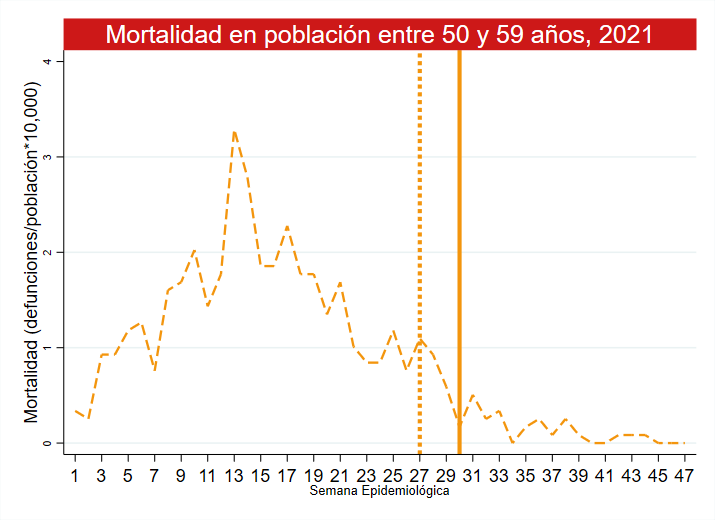 Mortalidad en población entre 50 y 59 años, 2021
Mortalidad (defunciones/población*10,000)
4
3
2
1
0
1 3 5 7 9 11 13 15 17 19 21 23 25 27 29 31 33 35 37 39 41 43 45 47
Semana Epidemiológica